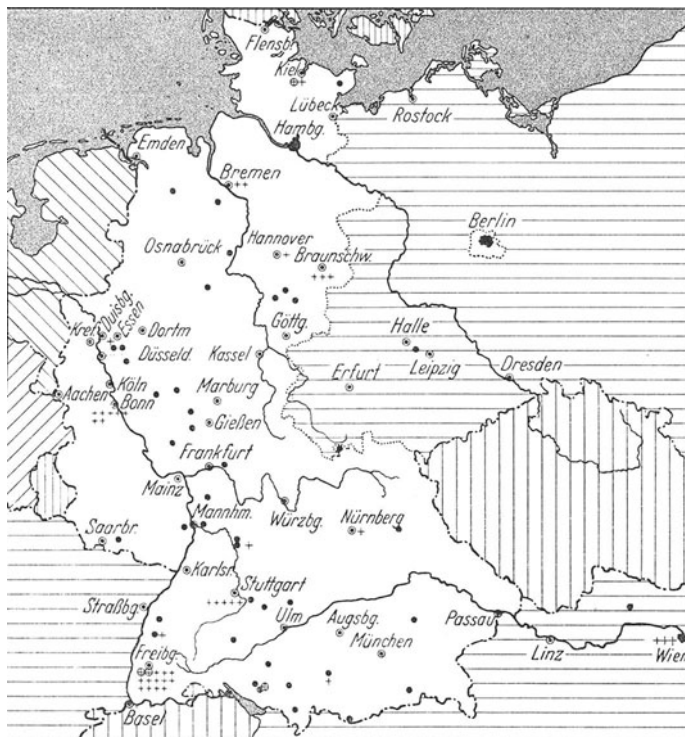 Flensb.
Kiel
Lübeck
Rostock
Hambg.
Emden
Bremen
Berlin
Hannover
Osnabrück
Braunschw.
Duisbg.
Essen
Kref.
Dortm
Göttg.
Halle
Düsseld.
Kassel
Leipzig
Dresden
Erfurt
Köln
Aachen
Bonn
Marburg
Gießen
Frankfurt
Mainz
Mannhm.
Würzbg.
Nürnberg
Saarbr.
Karlsr.
Stuttgart
Straßbg
Ulm
Augsbg.
Passau
München
Linz
Wien
Freibg.
Basel